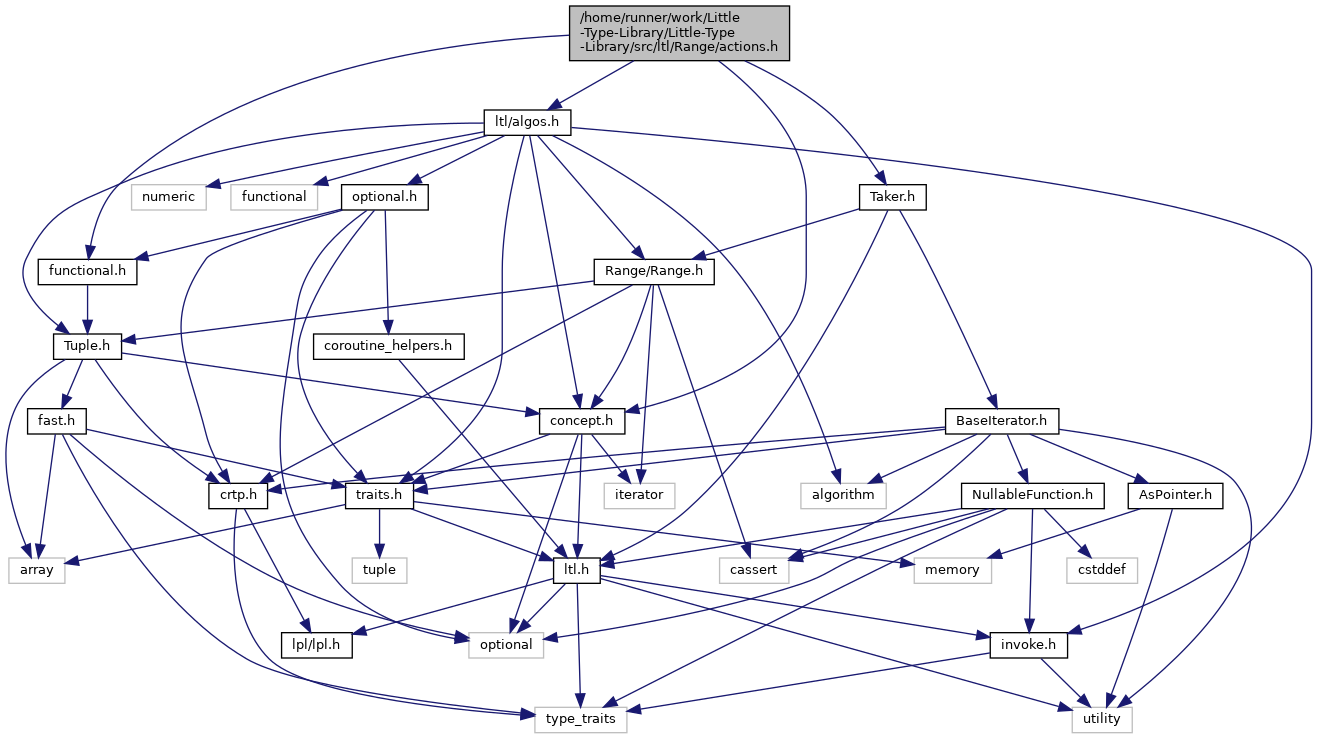 /home/runner/work/Little
-Type-Library/Little-Type
-Library/src/ltl/Range/actions.h
ltl/algos.h
numeric
functional
optional.h
Taker.h
functional.h
Range/Range.h
Tuple.h
coroutine_helpers.h
fast.h
concept.h
BaseIterator.h
crtp.h
traits.h
iterator
algorithm
NullableFunction.h
AsPointer.h
array
tuple
ltl.h
cassert
memory
cstddef
lpl/lpl.h
optional
invoke.h
type_traits
utility